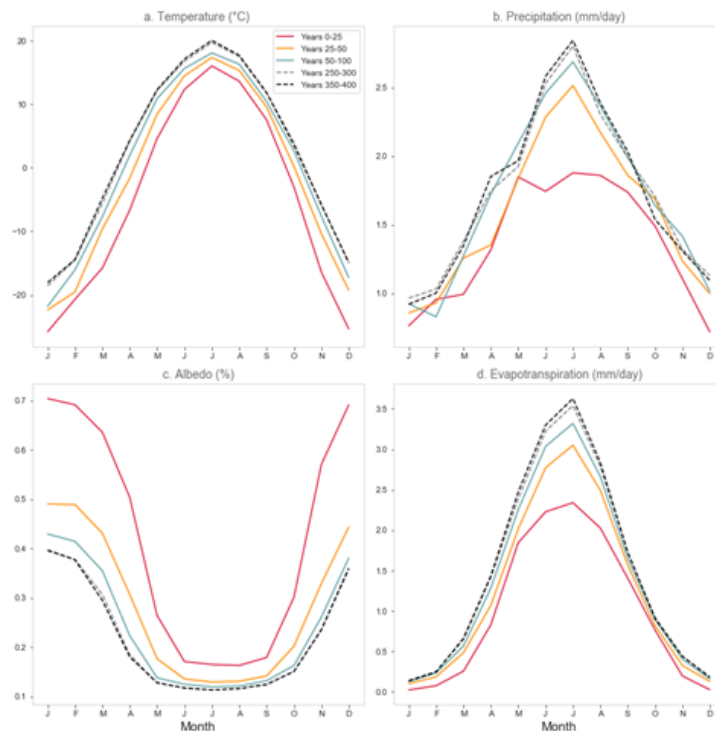 a. Temperature (°C)
Years 0-25
Years 25-50
Years 50-100
Years 250-300
Years 350-400
20
10
0
−10
−20
J F M A M J J A S O N D
b. Precipitation (mm/day)
2.5
2.0
1.5
1.0
J F M A M J J A S O N D
c. Albedo (%)
0.7
0.6
0.5
0.4
0.3
0.2
0.1
J F M A M J J A S O N D
Month
d. Evapotranspiration (mm/day)
3.5
3.0
2.5
2.0
1.5
1.0
0.5
0.0
J F M A M J J A S O N D
Month